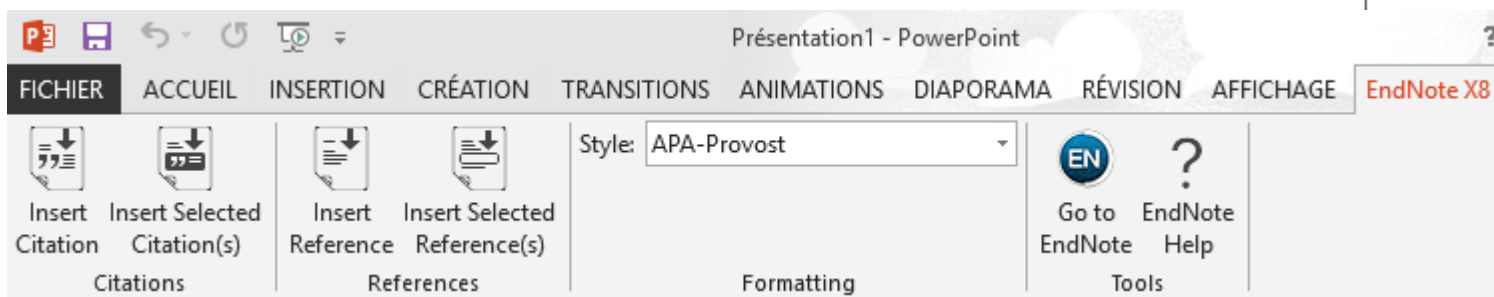 Présentation1 - PowerPoint ?
FICHIER ACCUEIL INSERTION CRÉATION TRANSITIONS ANIMATIONS DIAPORAMA RÉVISION AFFICHAGE EndNote X8
Style: APA-Provost
EN ?
Insert Insert Selected Insert Insert Selected Go to EndNote
Citation Citation(s) Reference Reference(s) EndNote Help
Citations References Formatting Tools